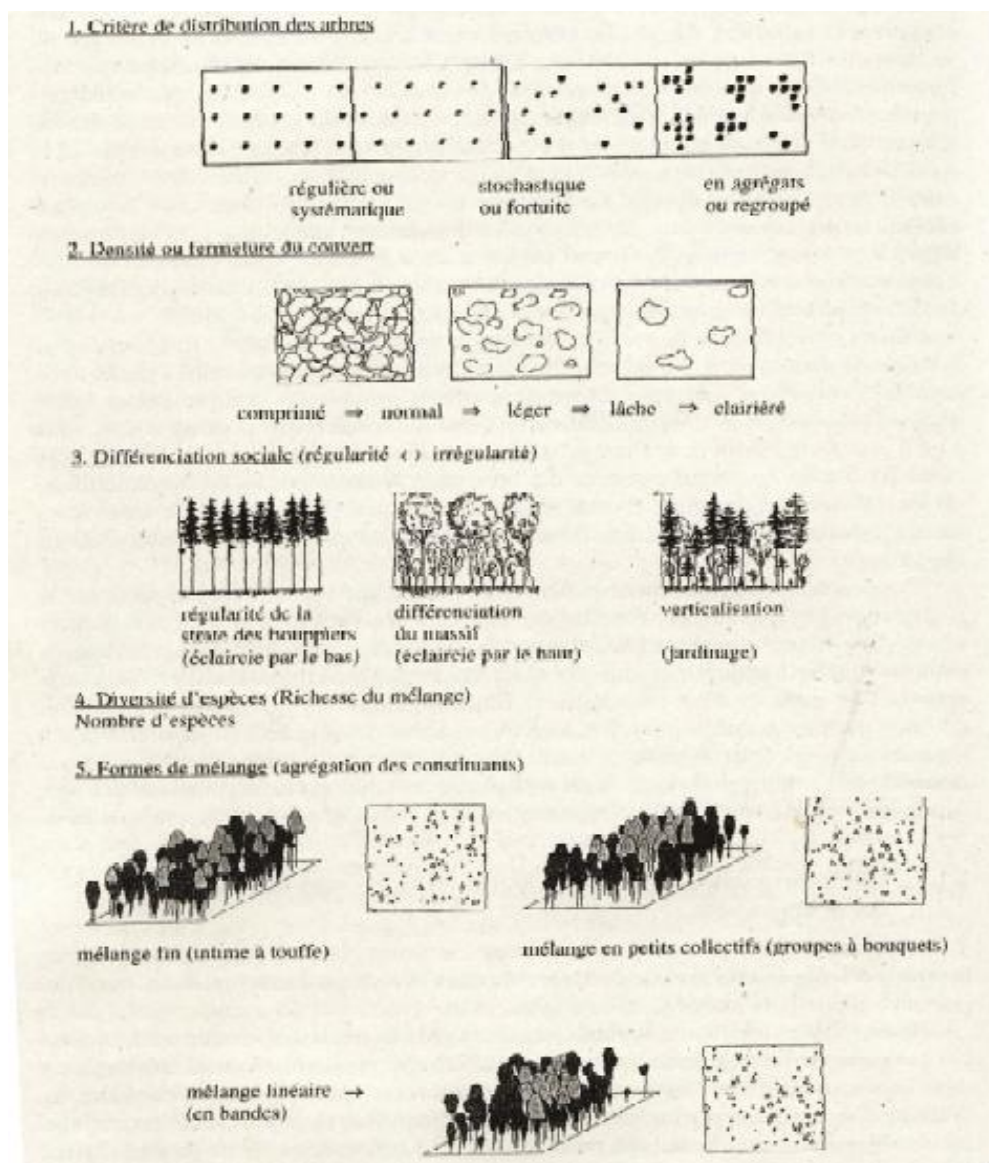 1. Critère de distribution des arbres
régulière ou
systématique
stochastique
ou fortuite
en agrégats
ou regroupé
2. Densité ou fermeture du couvert
comprimé ⇒ normal ⇒ léger ⇒ lâche → clairiéré
3. Différenciation sociale (régularité ‹ › irrégularité)
régularité de la
strate des houppiers
(éclaircie par le bas)
différenciation
du massif
(éclaircie par le haut)
verticalisation
(jardinage)
4. Diversité d'espèces (Richesse du mélange)
Nombre d'espèces
5. Formes de mélange (agrégation des constituants)
mélange fin (intime à touffe)
mélange en petits collectifs (groupes à bouquets)
mélange linéaire →
(en bandes)